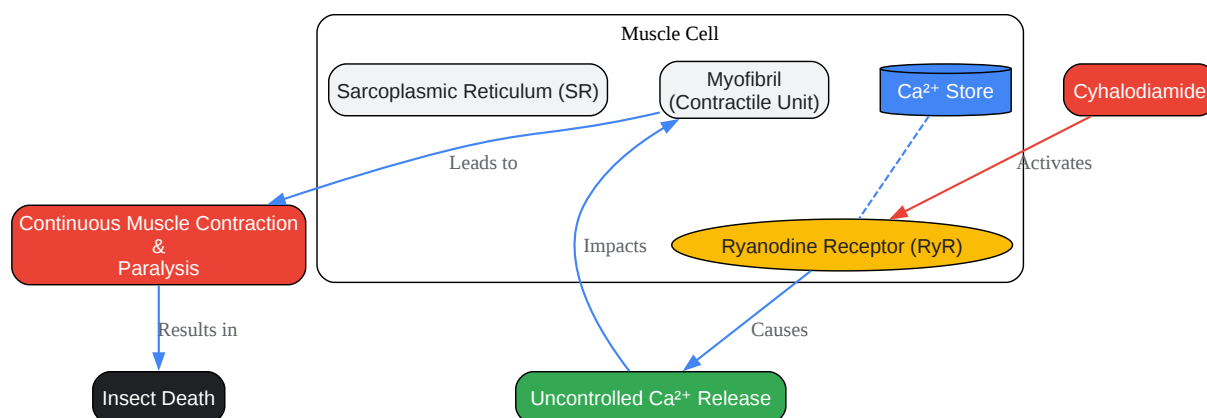 Muscle Cell
Sarcoplasmic Reticulum (SR)
Myofibril
(Contractile Unit)
Ca²⁺ Store
Cyhalodiamide
Leads to
Activates
Continuous Muscle Contraction
&
Paralysis
Impacts
Ryanodine Receptor (RyR)
Results in
Causes
Insect Death
Uncontrolled Ca²⁺ Release